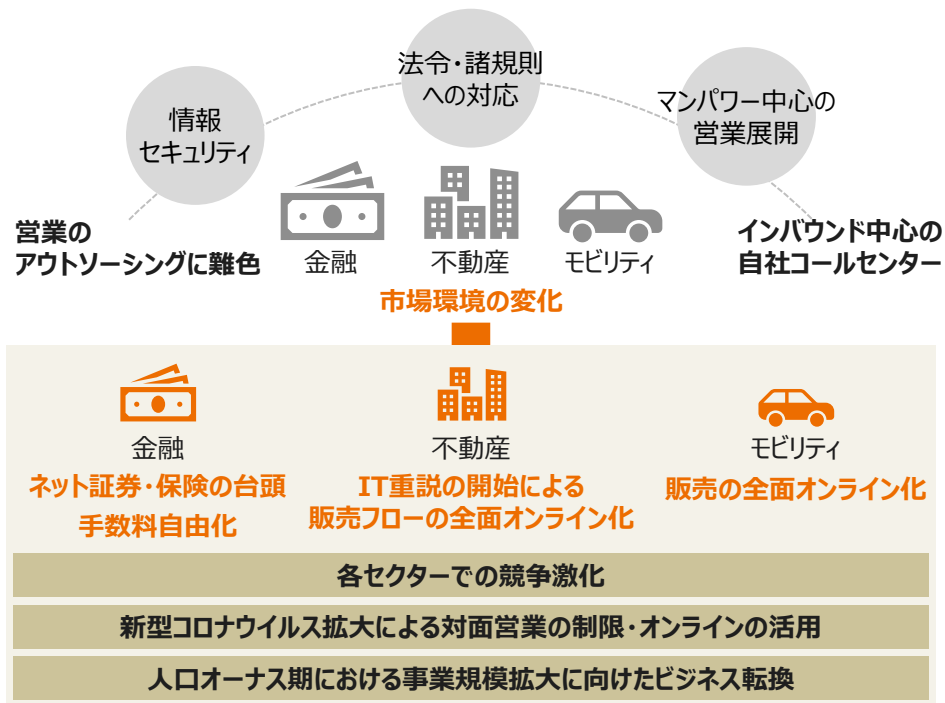 法令・諸規則
への対応
情報
セキュリティ
マンパワー中心の
営業展開
営業の
アウトソーシングに難色
インバウンド中心の
自社コールセンター
金融
不動産
モビリティ
市場環境の変化
金融
不動産
モビリティ
ネット証券・保険の台頭
手数料自由化
IT重説の開始による
販売フローの全面オンライン化
販売の全面オンライン化
各セクターでの競争激化
新型コロナウイルス拡大による対面営業の制限・オンラインの活用
人口オーナス期における事業規模拡大に向けたビジネス転換